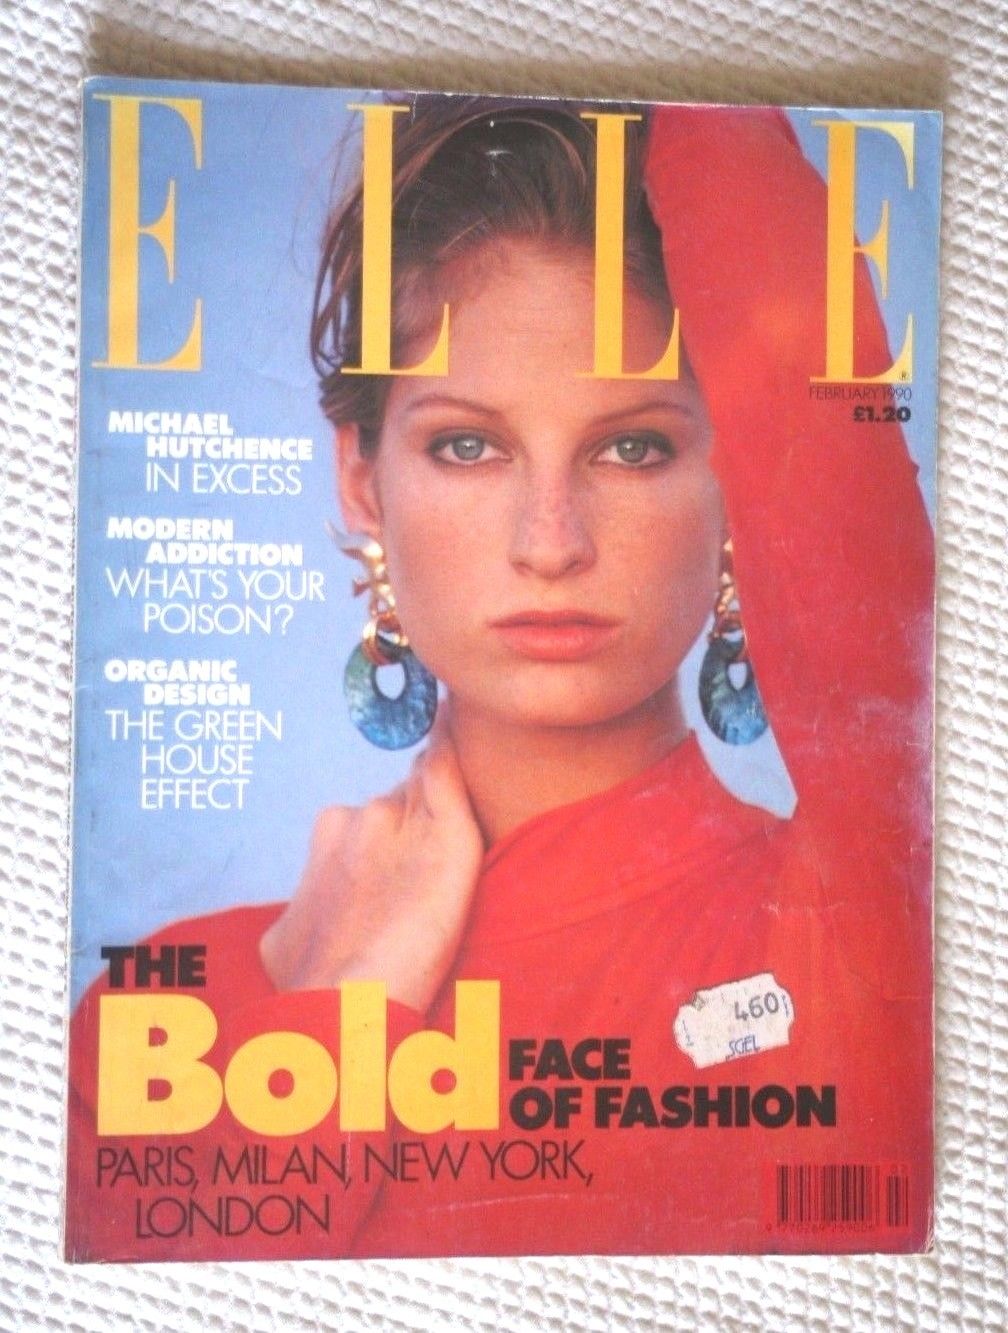 ELLE
FEBRUARY 1990
£1.20
MICHAEL
HUTCHENCE
IN EXCESS
MODERN
ADDICTION
WHAT'S YOUR
POISON?
ORGANIC
DESIGN
THE GREEN
HOUSE
EFFECT
THE
Bold FACE
OF FASHION
PARIS, MILAN, NEW YORK,
LONDON
460
SGEL
02